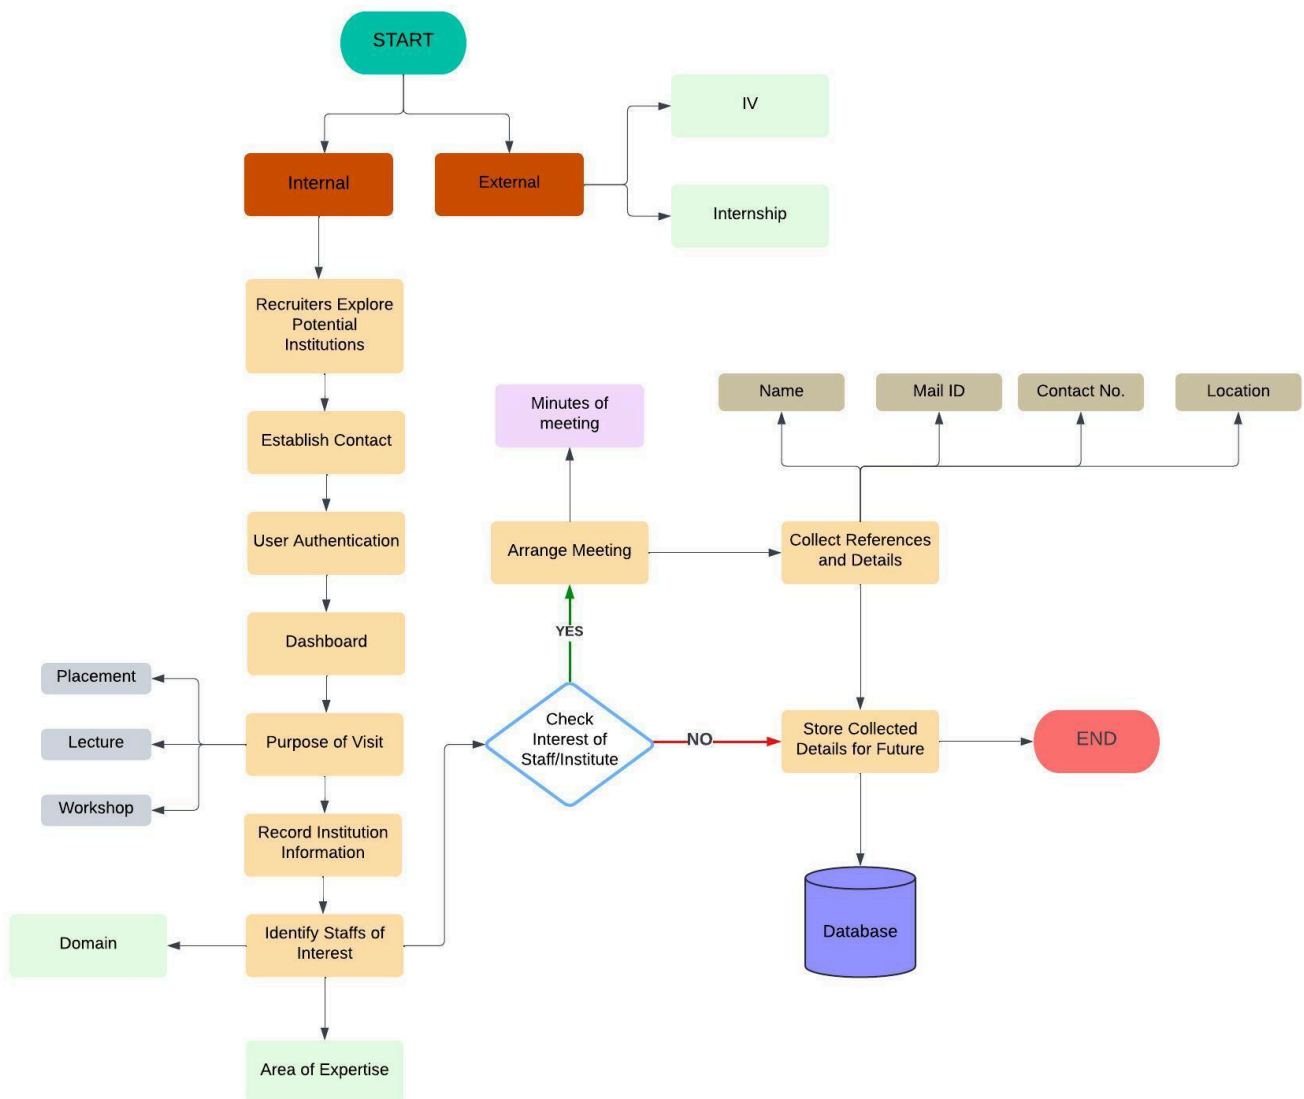 START
IV
Internal
External
Internship
Recruiters Explore
Potential
Institutions
Name
Mail ID
Contact No.
Location
Minutes of
meeting
Establish Contact
User Authentication
Arrange Meeting
Collect References
and Details
YES
Dashboard
Placement
Lecture
Workshop
Purpose of Visit
Check
Interest of
Staff/Institute
NO
Store Collected
Details for Future
END
Record Institution
Information
Domain
Identify Staffs of
Interest
Database
Area of Expertise